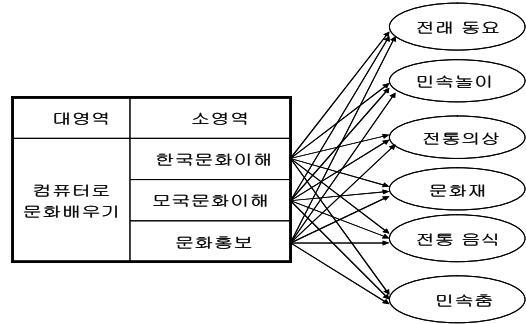 대영역 소영역
컴퓨터로
문화배우기
한국문화이해
모국문화이해
문화홍보
전래 동요
민속놀이
전통의상
문화재
전통 음식
민속춤